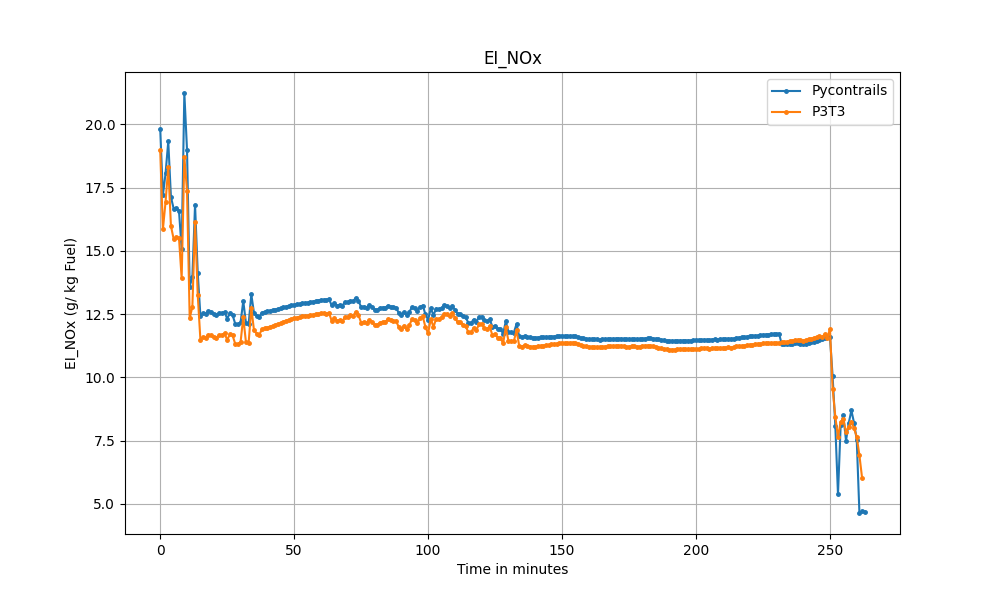 EI_NOx
Pycontrails
P3T3
EI_NOx (g/ kg Fuel)
20.0
17.5
15.0
12.5
10.0
7.5
5.0
0
50
100
150
200
250
Time in minutes